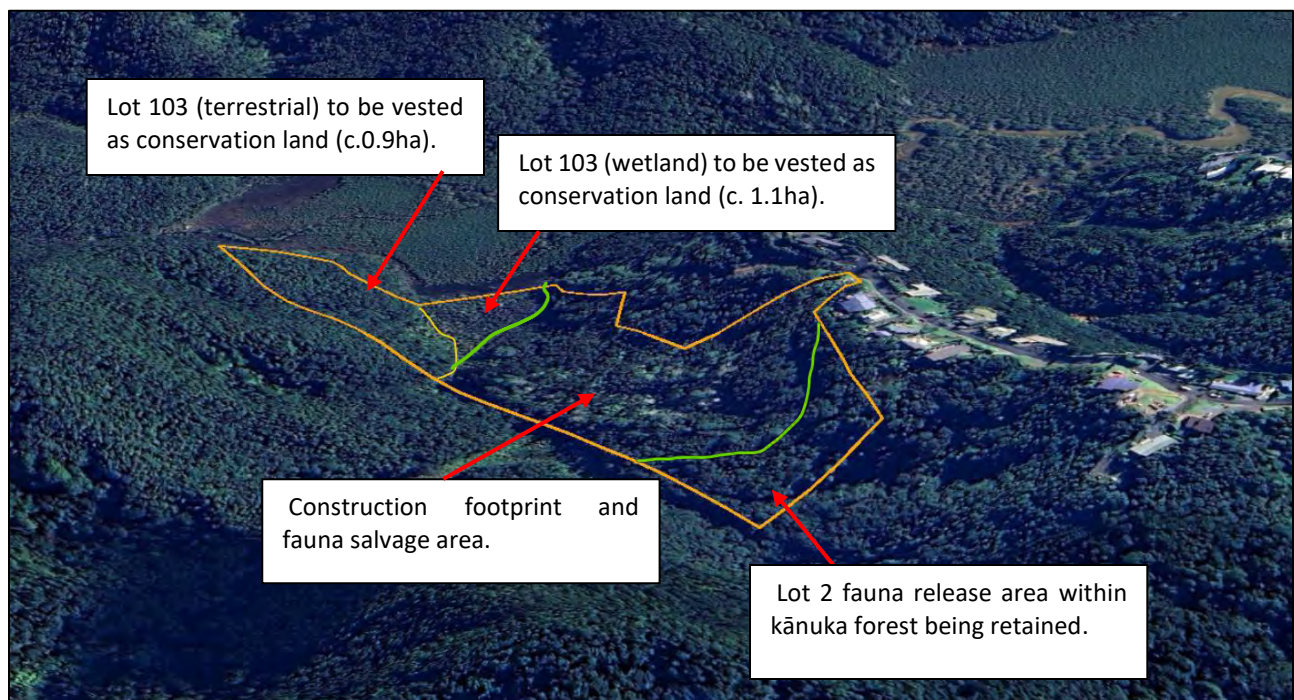 Lot 103 (terrestrial) to be vested
as conservation land (c.0.9ha).
Lot 103 (wetland) to be vested as
conservation land (c. 1.1ha).
Construction footprint and
fauna salvage area.
Lot 2 fauna release area within
kānuka forest being retained.